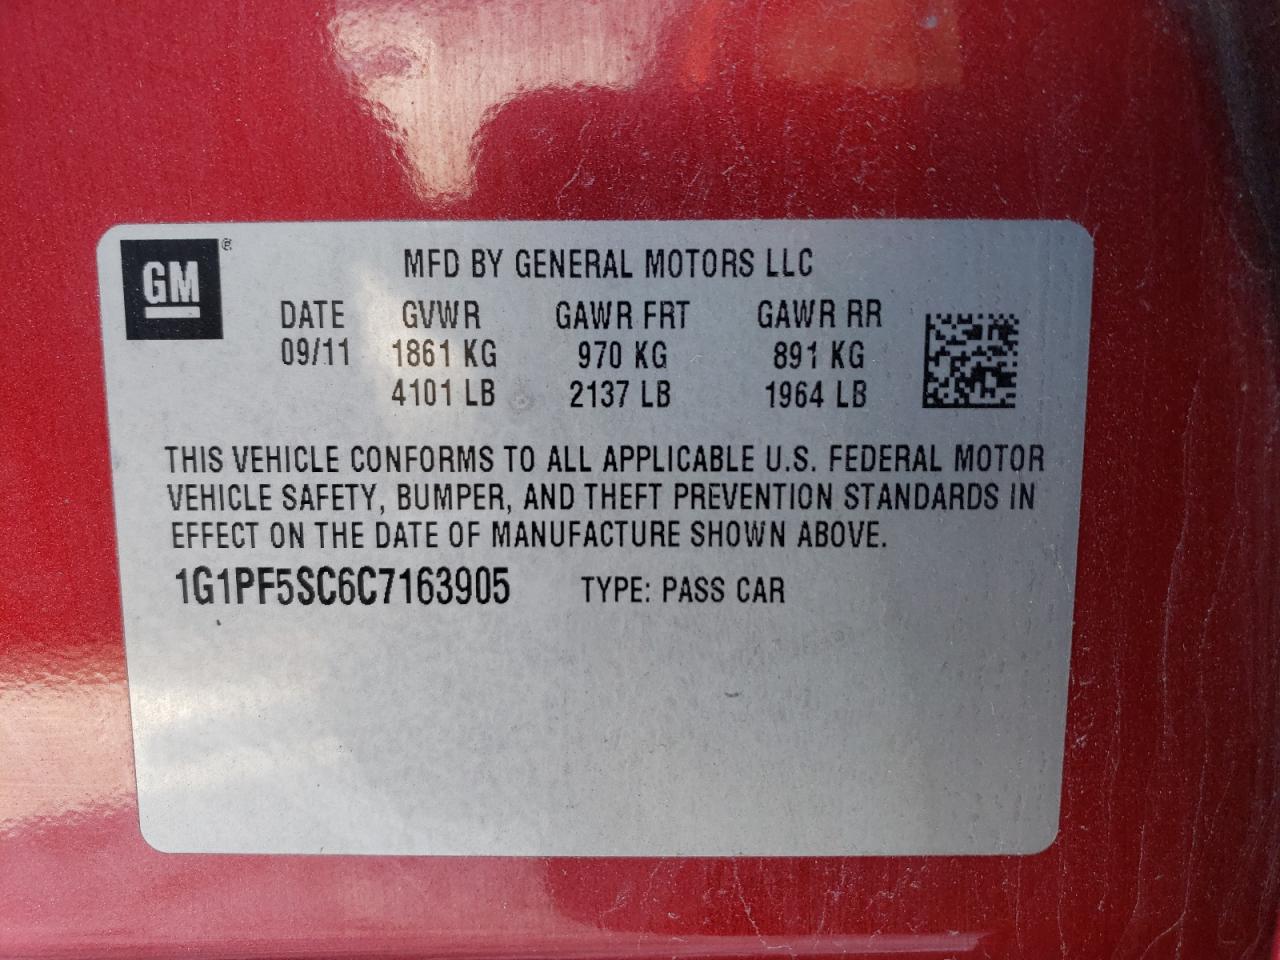 GM®
MFD BY GENERAL MOTORS LLC
DATE GVWR GAWR FRT GAWR RR
09/11 1861 KG 970 KG 891 KG
4101 LB 2137 LB 1964 LB
THIS VEHICLE CONFORMS TO ALL APPLICABLE U.S. FEDERAL MOTOR
VEHICLE SAFETY, BUMPER, AND THEFT PREVENTION STANDARDS IN
EFFECT ON THE DATE OF MANUFACTURE SHOWN ABOVE.
1G1PF5SC6C7163905 TYPE: PASS CAR